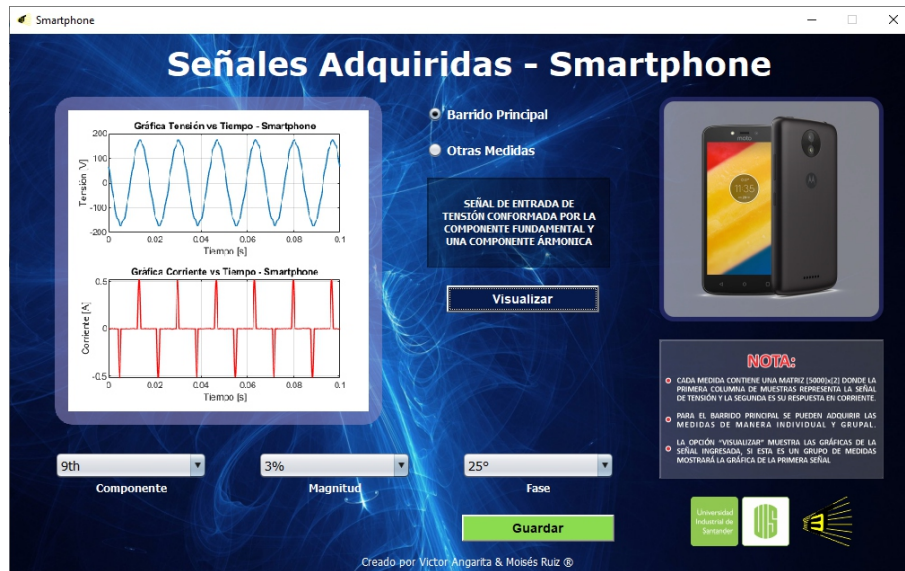 Smartphone
Señales Adquiridas - Smartphone
Gráfica Tensión vs Tiempo - Smartphone
200
100
0
-100
-200
Tensión [V]
0 0.02 0.04 0.06 0.08 0.1
Tiempo [s]
Gráfica Corriente vs Tiempo - Smartphone
0.5
0
-0.5
Corriente [A]
0 0.02 0.04 0.06 0.08 0.1
Tiempo [s]
Barrido Principal
Otras Medidas
SEÑAL DE ENTRADA DE
TENSIÓN CONFORMADA POR LA
COMPONENTE FUNDAMENTAL Y
UNA COMPONENTE ÁRMONICA
Visualizar
moto
11:35
NOTA:
CADA MEDIDA CONTIENE UNA MATRIZ [5000]x[2] DONDE LA
PRIMERA COLUMNA DE MUESTRAS REPRESENTA LA SEÑAL
DE TENSIÓN Y LA SEGUNDA ES SU RESPUESTA EN CORRIENTE.
PARA EL BARRIDO PRINCIPAL SE PUEDEN ADQUIRIR LAS
MEDIDAS DE MANERA INDIVIDUAL Y GRUPAL.
LA OPCIÓN "VISUALIZAR" MUESTRA LAS GRÁFICAS DE LA
SEÑAL INGRESADA, SI ESTA ES UN GRUPO DE MEDIDAS
MOSTRARÁ LA GRÁFICA DE LA PRIMERA SEÑAL
9th
Componente
3%
Magnitud
25°
Fase
Guardar
Universidad
Industrial de
Santander
UIS
Creado por Victor Angarita & Moisés Ruiz ®